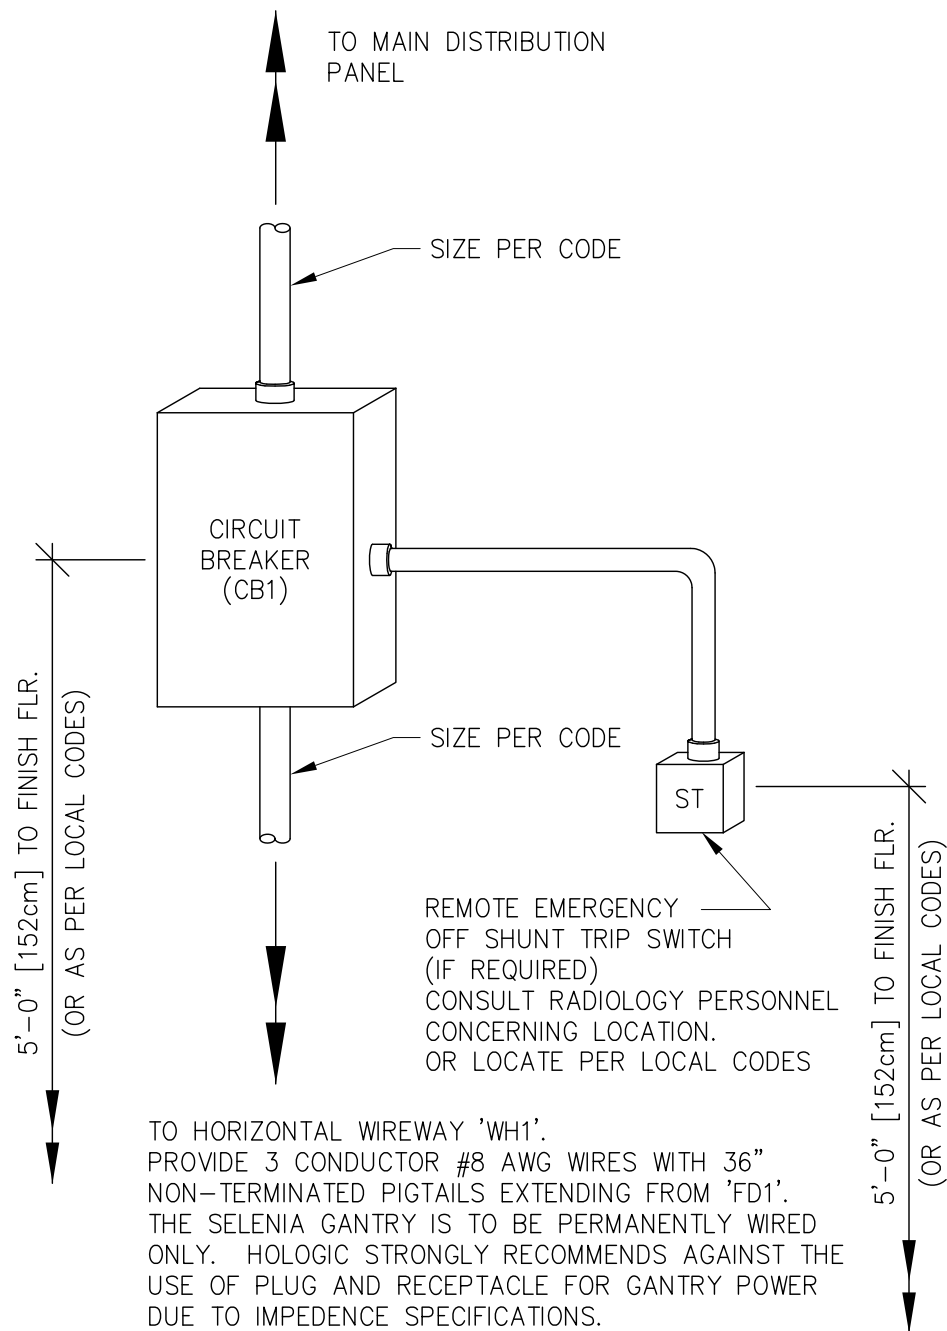 TO MAIN DISTRIBUTION
PANEL
SIZE PER CODE
CIRCUIT
BREAKER
(CB1)
5'-0" [152cm] TO FINISH FLR.
(OR AS PER LOCAL CODES)
SIZE PER CODE
ST
REMOTE EMERGENCY
OFF SHUNT TRIP SWITCH
(IF REQUIRED)
CONSULT RADIOLOGY PERSONNEL
CONCERNING LOCATION.
OR LOCATE PER LOCAL CODES
5'-0" [152cm] TO FINISH FLR.
(OR AS PER LOCAL CODES)
TO HORIZONTAL WIREWAY 'WH1'.
PROVIDE 3 CONDUCTOR #8 AWG WIRES WITH 36"
NON-TERMINATED PIGTAILS EXTENDING FROM 'FD1'.
THE SELENIA GANTRY IS TO BE PERMANENTLY WIRED
ONLY. HOLOGIC STRONGLY RECOMMENDS AGAINST THE
USE OF PLUG AND RECEPTACLE FOR GANTRY POWER
DUE TO IMPEDENCE SPECIFICATIONS.